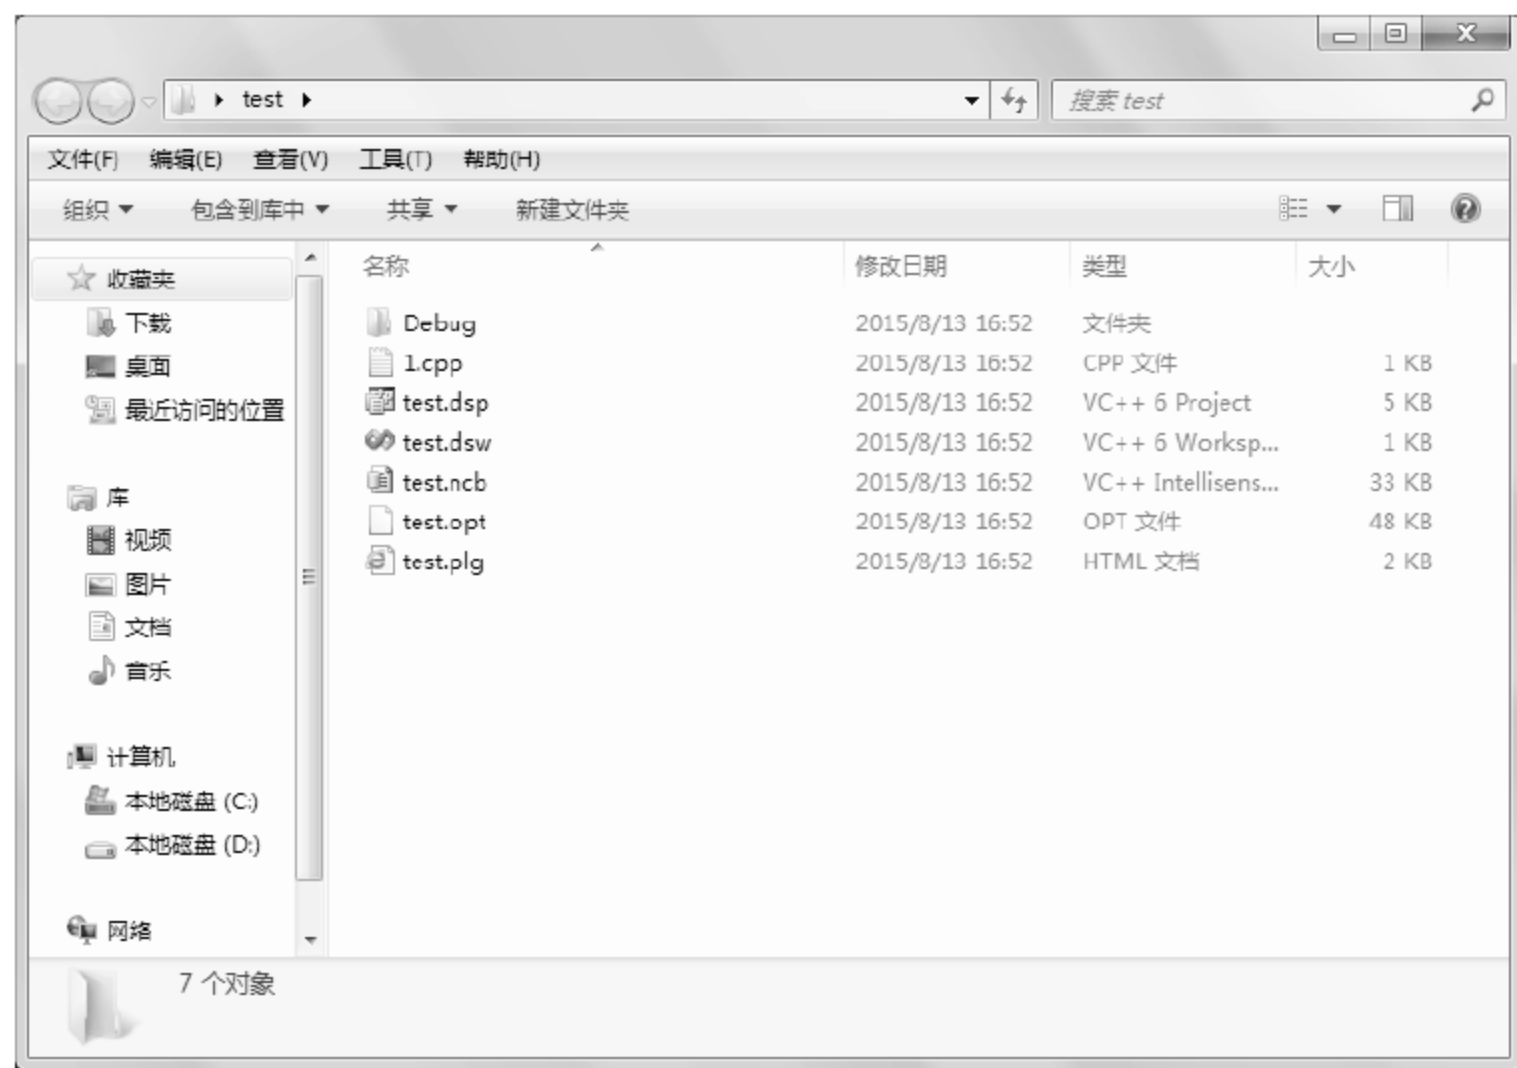 test
搜索 test
文件(F) 编辑(E) 查看(V) 工具(T) 帮助(H)
组织 包含到库中 共享 新建文件夹
收藏夹
下载
桌面
最近访问的位置
库
视频
图片
文档
音乐
计算机
本地磁盘 (C:)
本地磁盘 (D:)
网络
名称 修改日期 类型 大小
Debug 2015/8/13 16:52 文件夹
1.cpp 2015/8/13 16:52 CPP 文件 1 KB
test.dsp 2015/8/13 16:52 VC++ 6 Project 5 KB
test.dsw 2015/8/13 16:52 VC++ 6 Worksp... 1 KB
test.ncb 2015/8/13 16:52 VC++ Intellisens... 33 KB
test.opt 2015/8/13 16:52 OPT 文件 48 KB
test.plg 2015/8/13 16:52 HTML 文档 2 KB
7 个对象